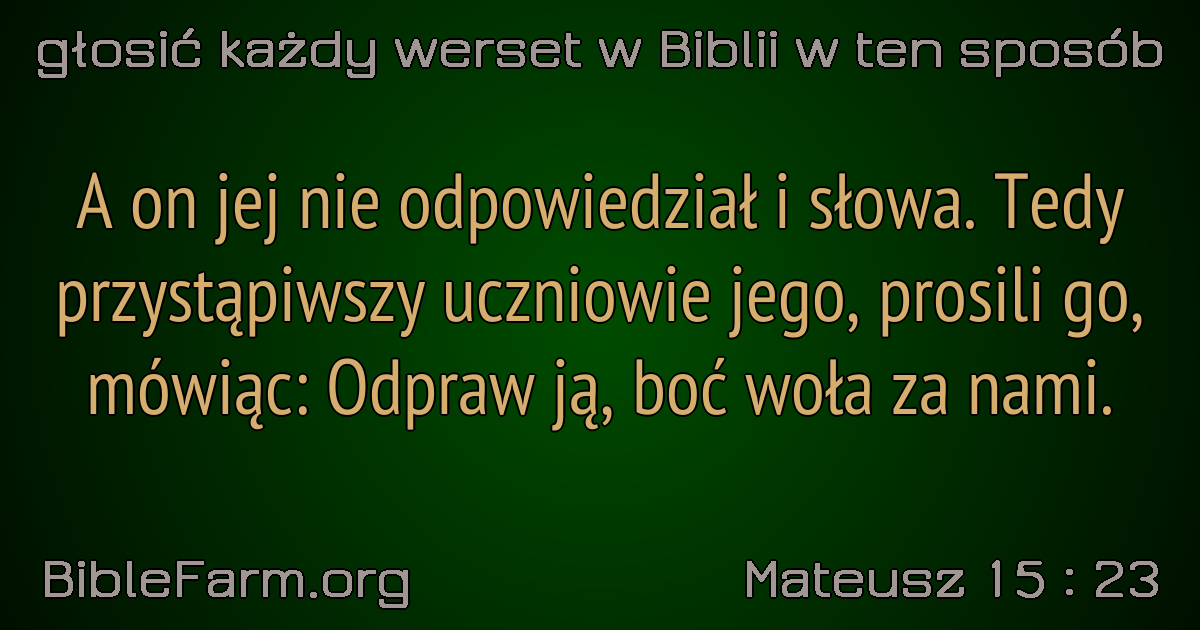 głosić każdy werset w Biblii w ten sposób
A on jej nie odpowiedział i słowa. Tedy
przystąpiwszy uczniowie jego, prosili go,
mówiąc: Odpraw ją, boć woła za nami.
BibleFarm.org
Mateusz 15 : 23